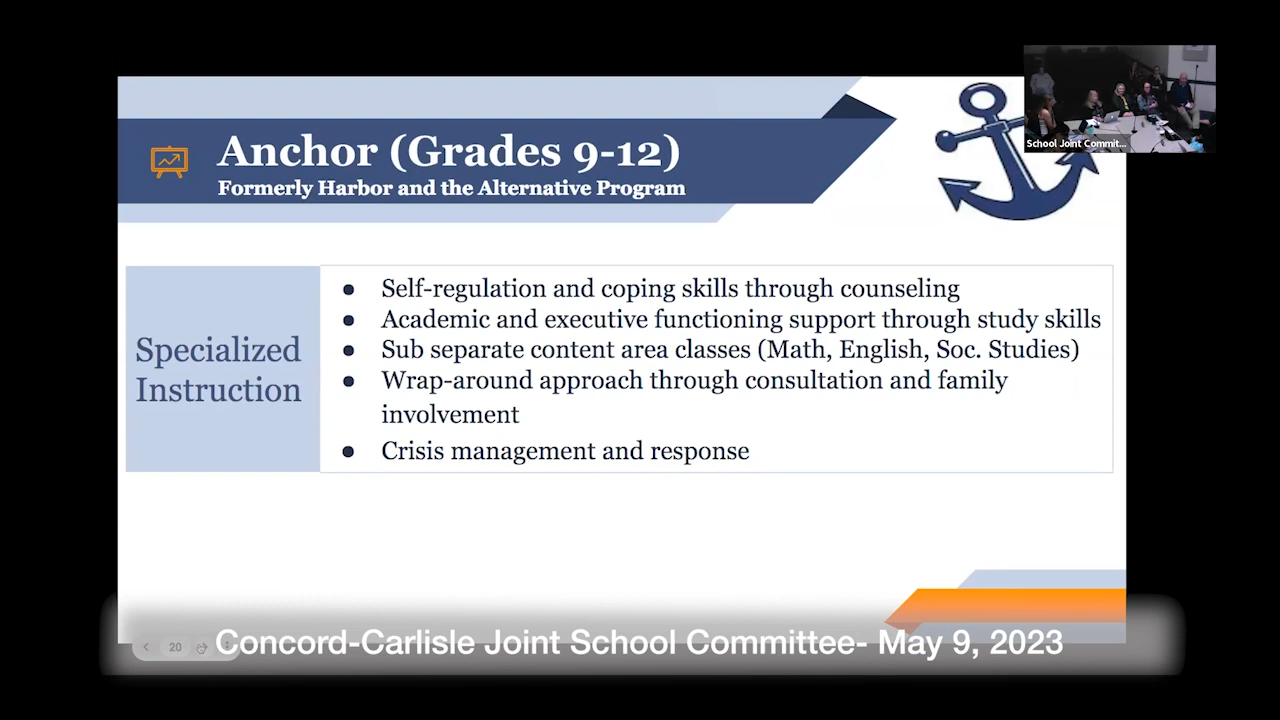 Anchor (Grades 9-12)
Formerly Harbor and the Alternative Program
School Joint Commit...
Specialized
Instruction
● Self-regulation and coping skills through counseling
● Academic and executive functioning support through study skills
● Sub separate content area classes (Math, English, Soc. Studies)
● Wrap-around approach through consultation and family
involvement
● Crisis management and response
20
Concord-Carlisle Joint School Committee- May 9, 2023